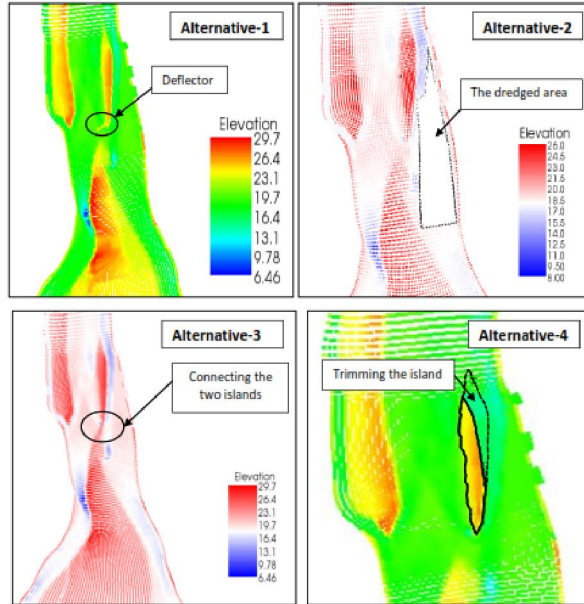 Alternative-1
Deflector
Elevation
29.7
26.4
23.1
19.7
16.4
13.1
9.78
6.46
Alternative-2
The dredged area
Elevation
26.0
25.0
23.5
22.0
20.5
18.5
17.0
15.5
14.0
12.5
11.0
9.50
8.00
Alternative-3
Connecting the
two islands
Elevation
29.7
26.4
23.1
19.7
16.4
13.1
9.78
6.46
Alternative-4
Trimming the island